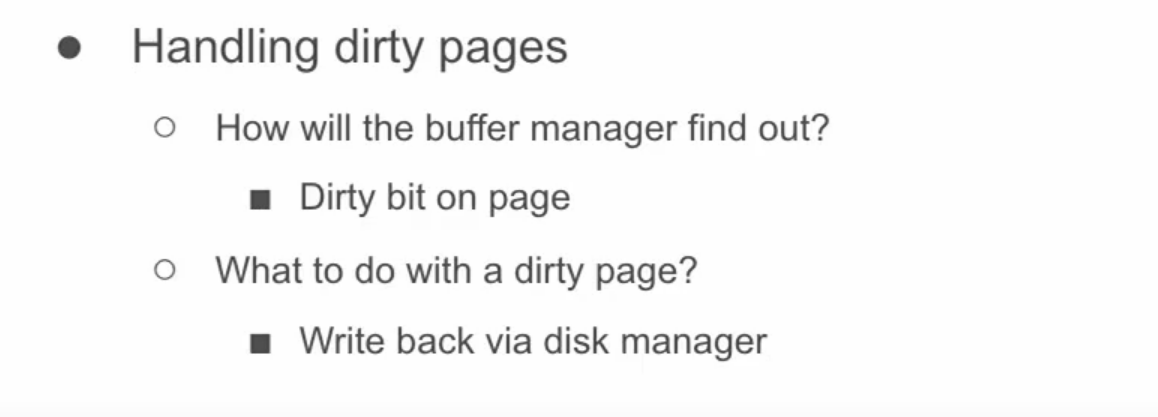 ● Handling dirty pages
○ How will the buffer manager find out?
■ Dirty bit on page
○ What to do with a dirty page?
■ Write back via disk manager